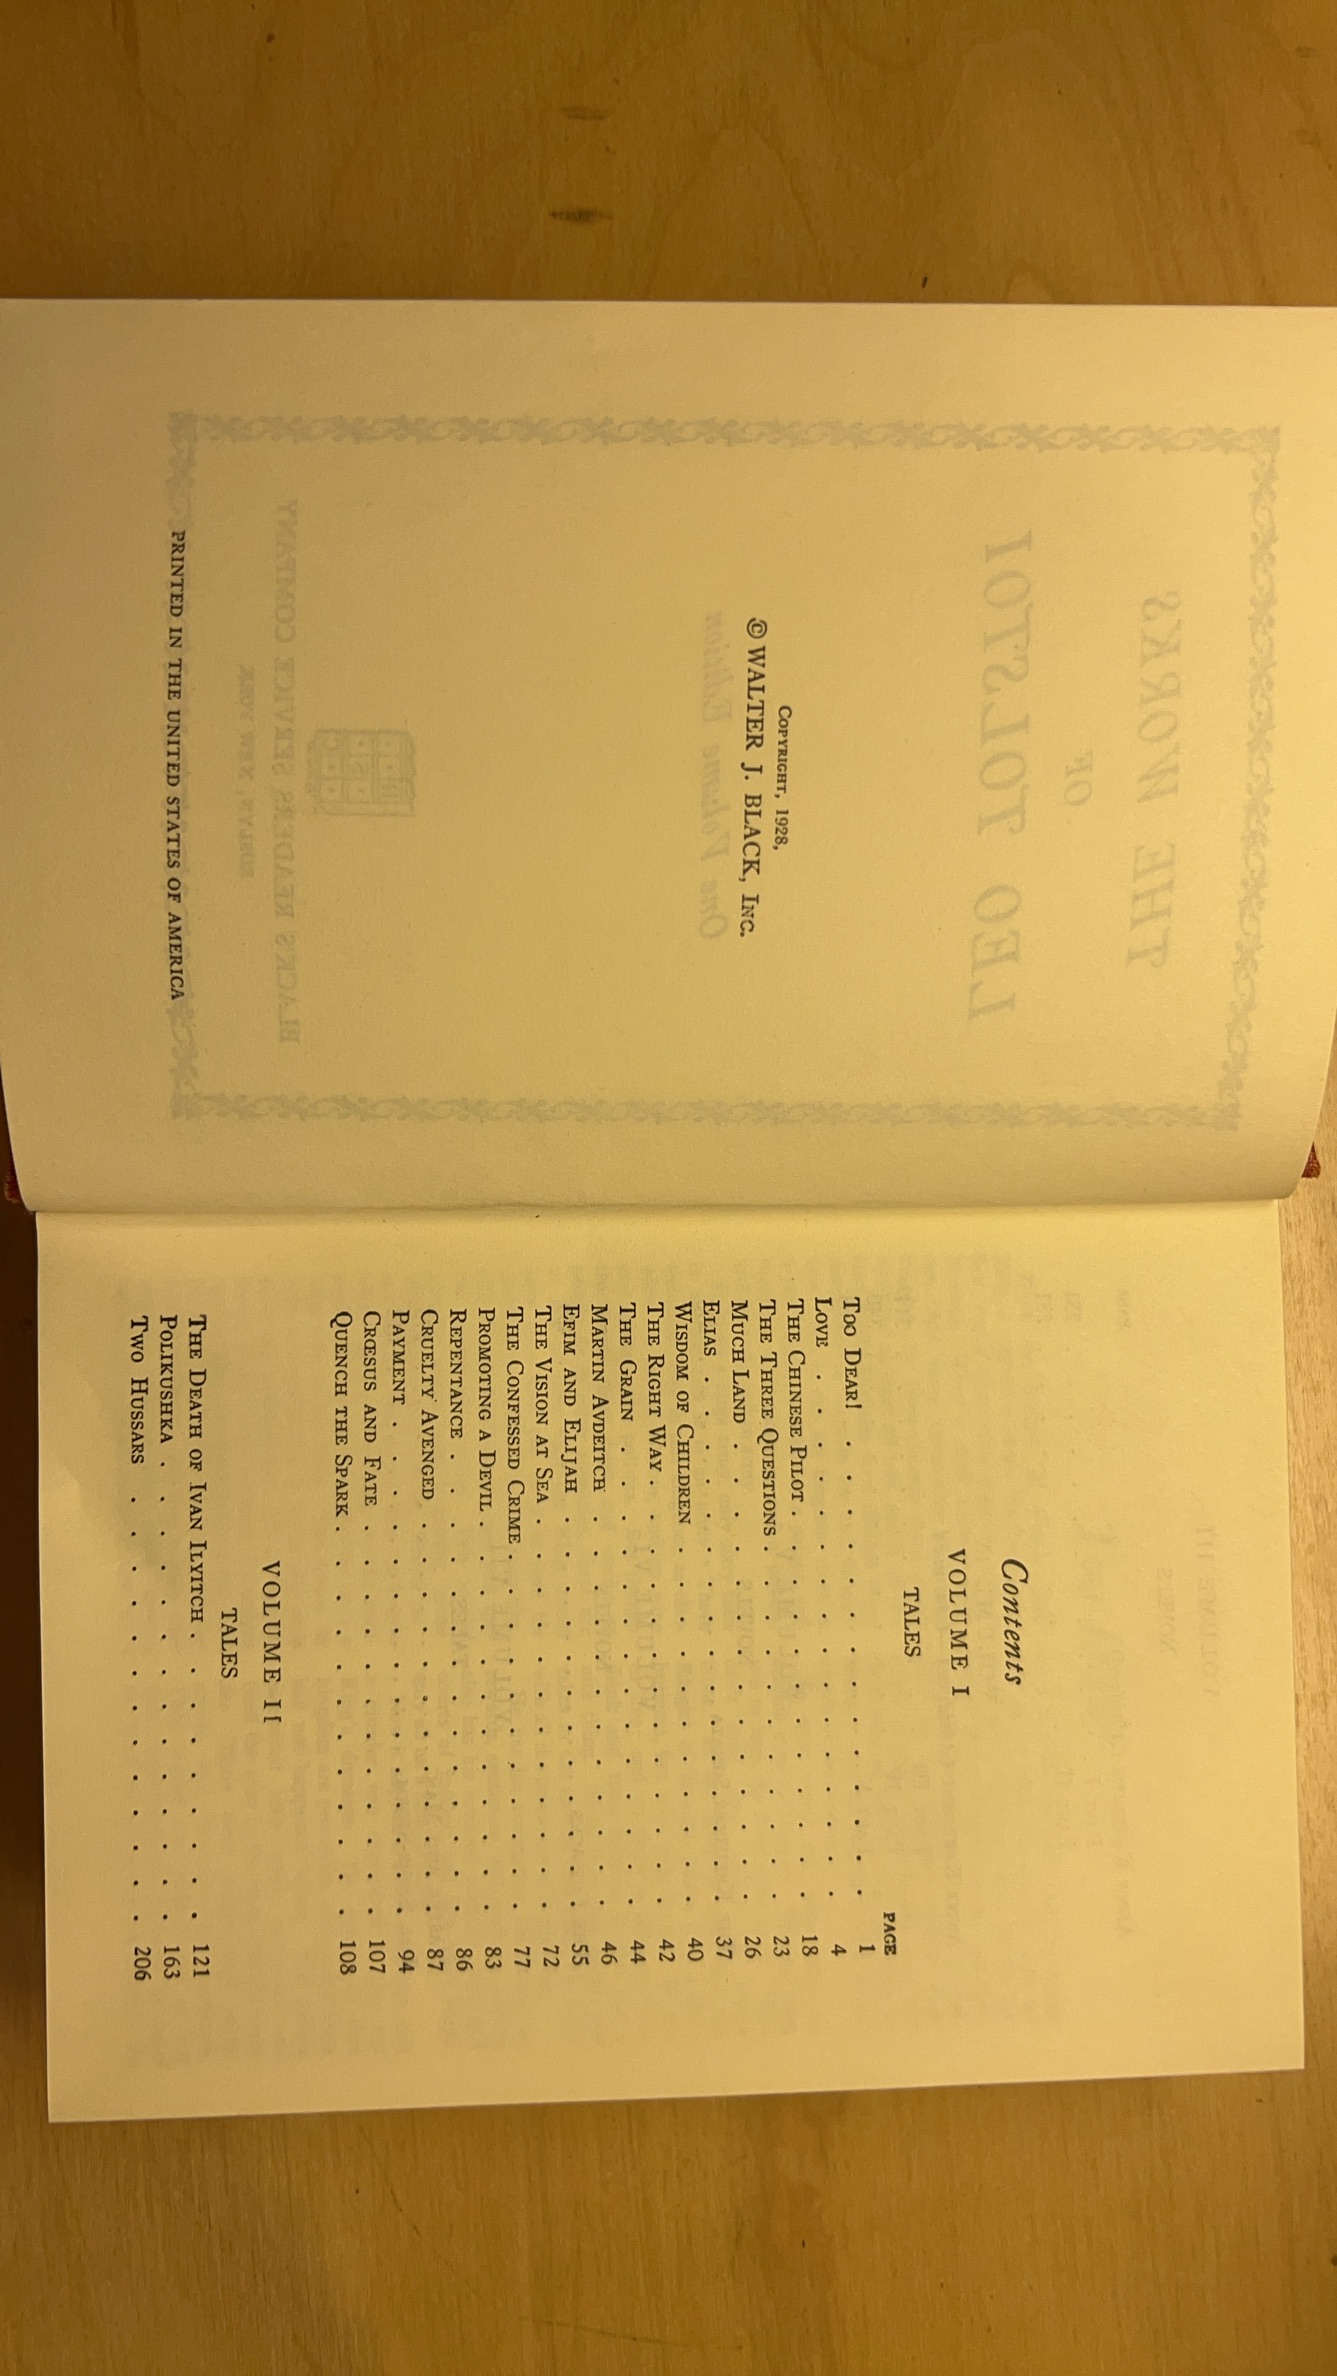 Copyright, 1928,
© WALTER J. BLACK, Inc.
PRINTED IN THE UNITED STATES OF AMERICA
Contents
VOLUME I
TALES
PAGE
Too Dear! . . . . . . . . . . . . . . 1
Love . . . . . . . . . . . . . . . . 4
The Chinese Pilot . . . . . . . . . . . . 18
The Three Questions . . . . . . . . . . . 23
Much Land . . . . . . . . . . . . . . 26
Elias . . . . . . . . . . . . . . . . 37
Wisdom of Children . . . . . . . . . . . 40
The Right Way . . . . . . . . . . . . . 42
The Grain . . . . . . . . . . . . . . 44
Martin Avdeitch . . . . . . . . . . . . 46
Efim and Elijah . . . . . . . . . . . . 55
The Vision at Sea . . . . . . . . . . . . 72
The Confessed Crime . . . . . . . . . . . 77
Promoting a Devil . . . . . . . . . . . . 83
Repentance . . . . . . . . . . . . . . 86
Cruelty Avenged . . . . . . . . . . . . 87
Payment . . . . . . . . . . . . . . . 94
Crœsus and Fate . . . . . . . . . . . . 107
Quench the Spark . . . . . . . . . . . . 108
VOLUME II
TALES
The Death of Ivan Ilyitch . . . . . . . . . 121
Polikushka . . . . . . . . . . . . . . 163
Two Hussars . . . . . . . . . . . . . 206